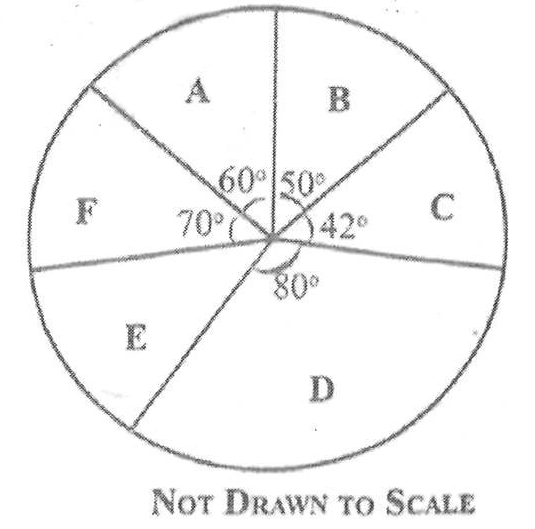 A B
60° 50°
F 70° 42° C
80°
E
D
NOT DRAWN TO SCALE